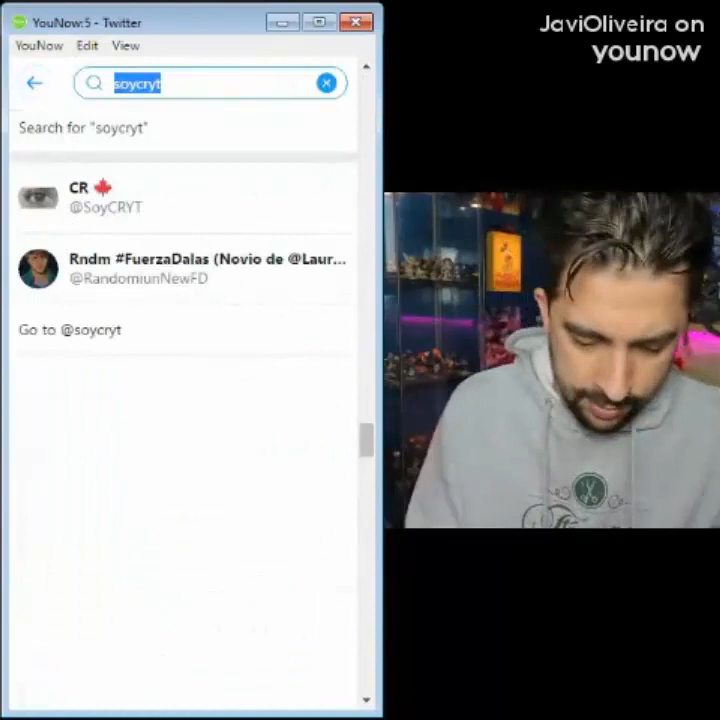 YouNow:5 - Twitter
YouNow Edit View
soycryt
Search for "soycryt"
CR
@SoyCRYT
Rndm #FuerzaDalas (Novio de @Laur...
@RandomiunNewFD
Go to @soycryt
JaviOliveira on
younow